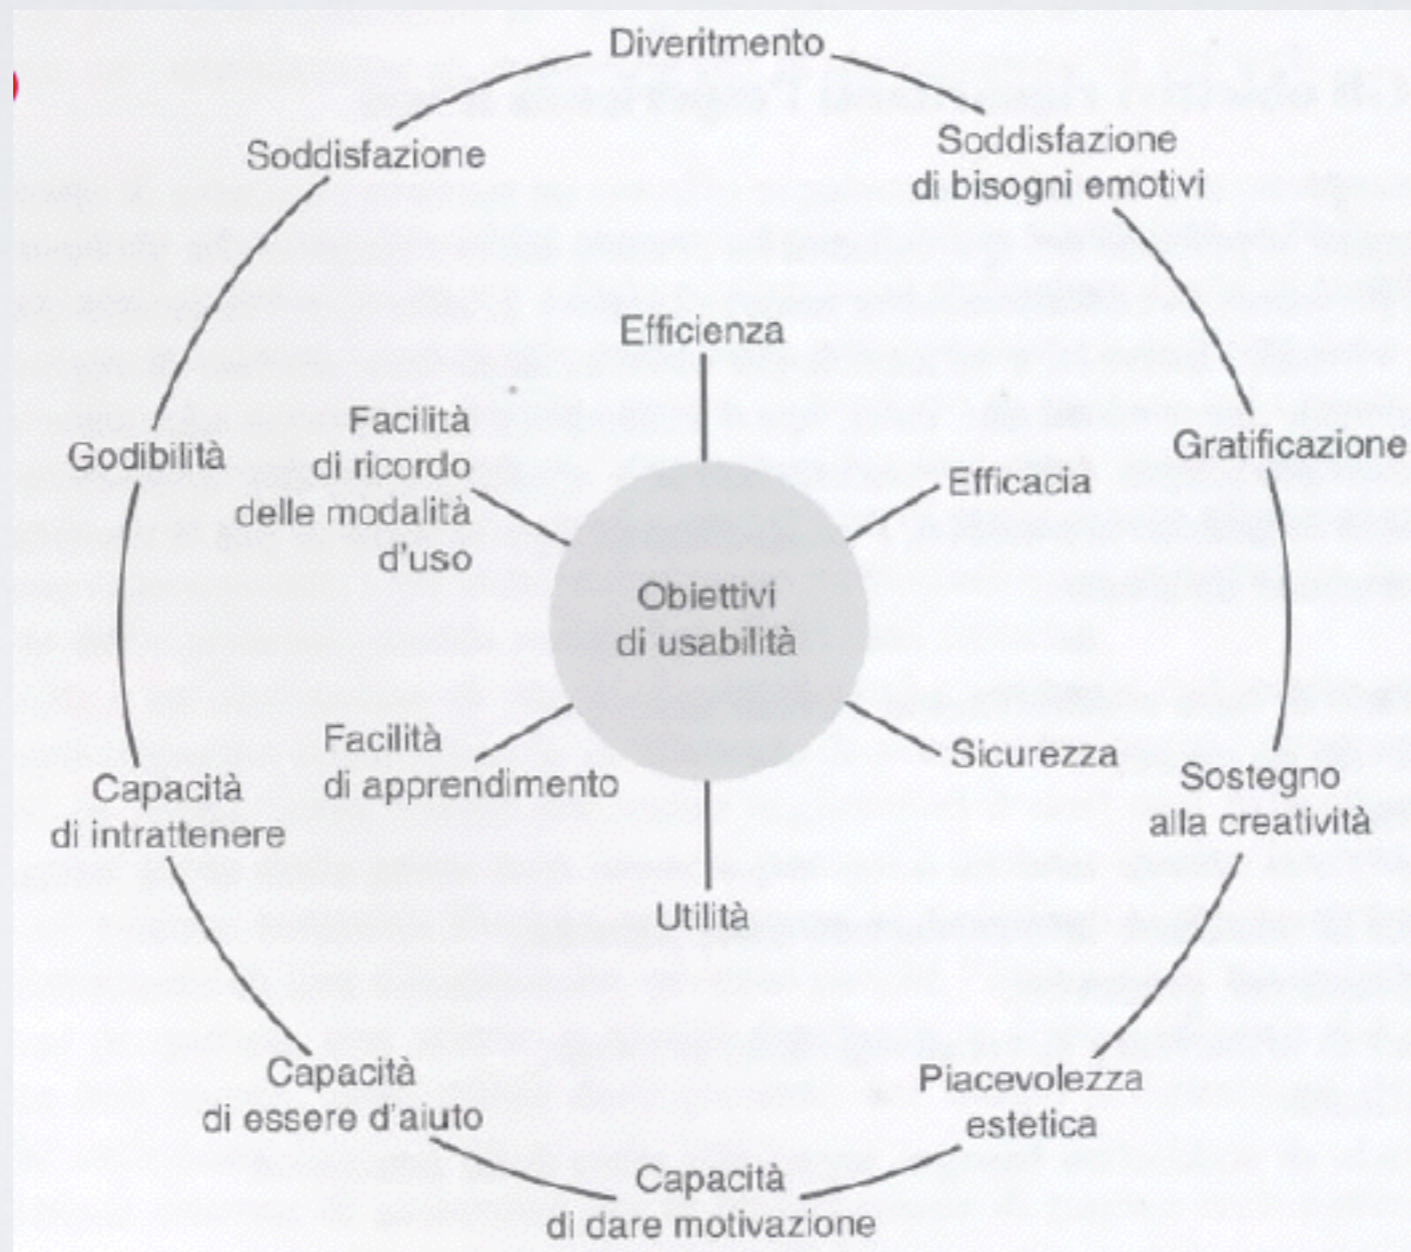 Diveritmento
Soddisfazione
Soddisfazione
di bisogni emotivi
Efficienza
Facilità
di ricordo
delle modalità
d'uso
Godibilità
Gratificazione
Efficacia
Obiettivi
di usabilità
Facilità
di apprendimento
Sicurezza
Capacità
di intrattenere
Sostegno
alla creatività
Utilità
Capacità
di essere d'aiuto
Piacevolezza
estetica
Capacità
di dare motivazione